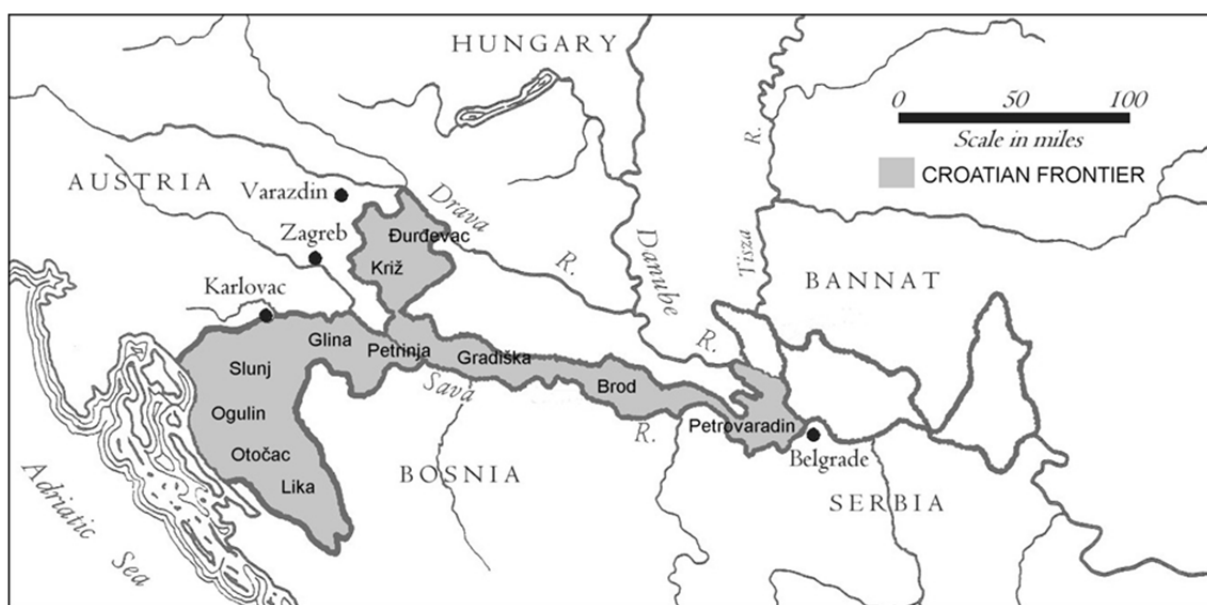 HUNGARY
0 50 100
Scale in miles
CROATIAN FRONTIER
AUSTRIA
Varazdin
Zagreb
Karlovac
Đurđevac
Križ
Drava
R.
Danube
R.
Tisza
R.
BANNAT
Glina
Petrinja
Gradiška
Slunj
Sava
R.
Brod
Ogulin
Petrovaradin
Belgrade
Otočac
Lika
BOSNIA
SERBIA
Adriatic
Sea